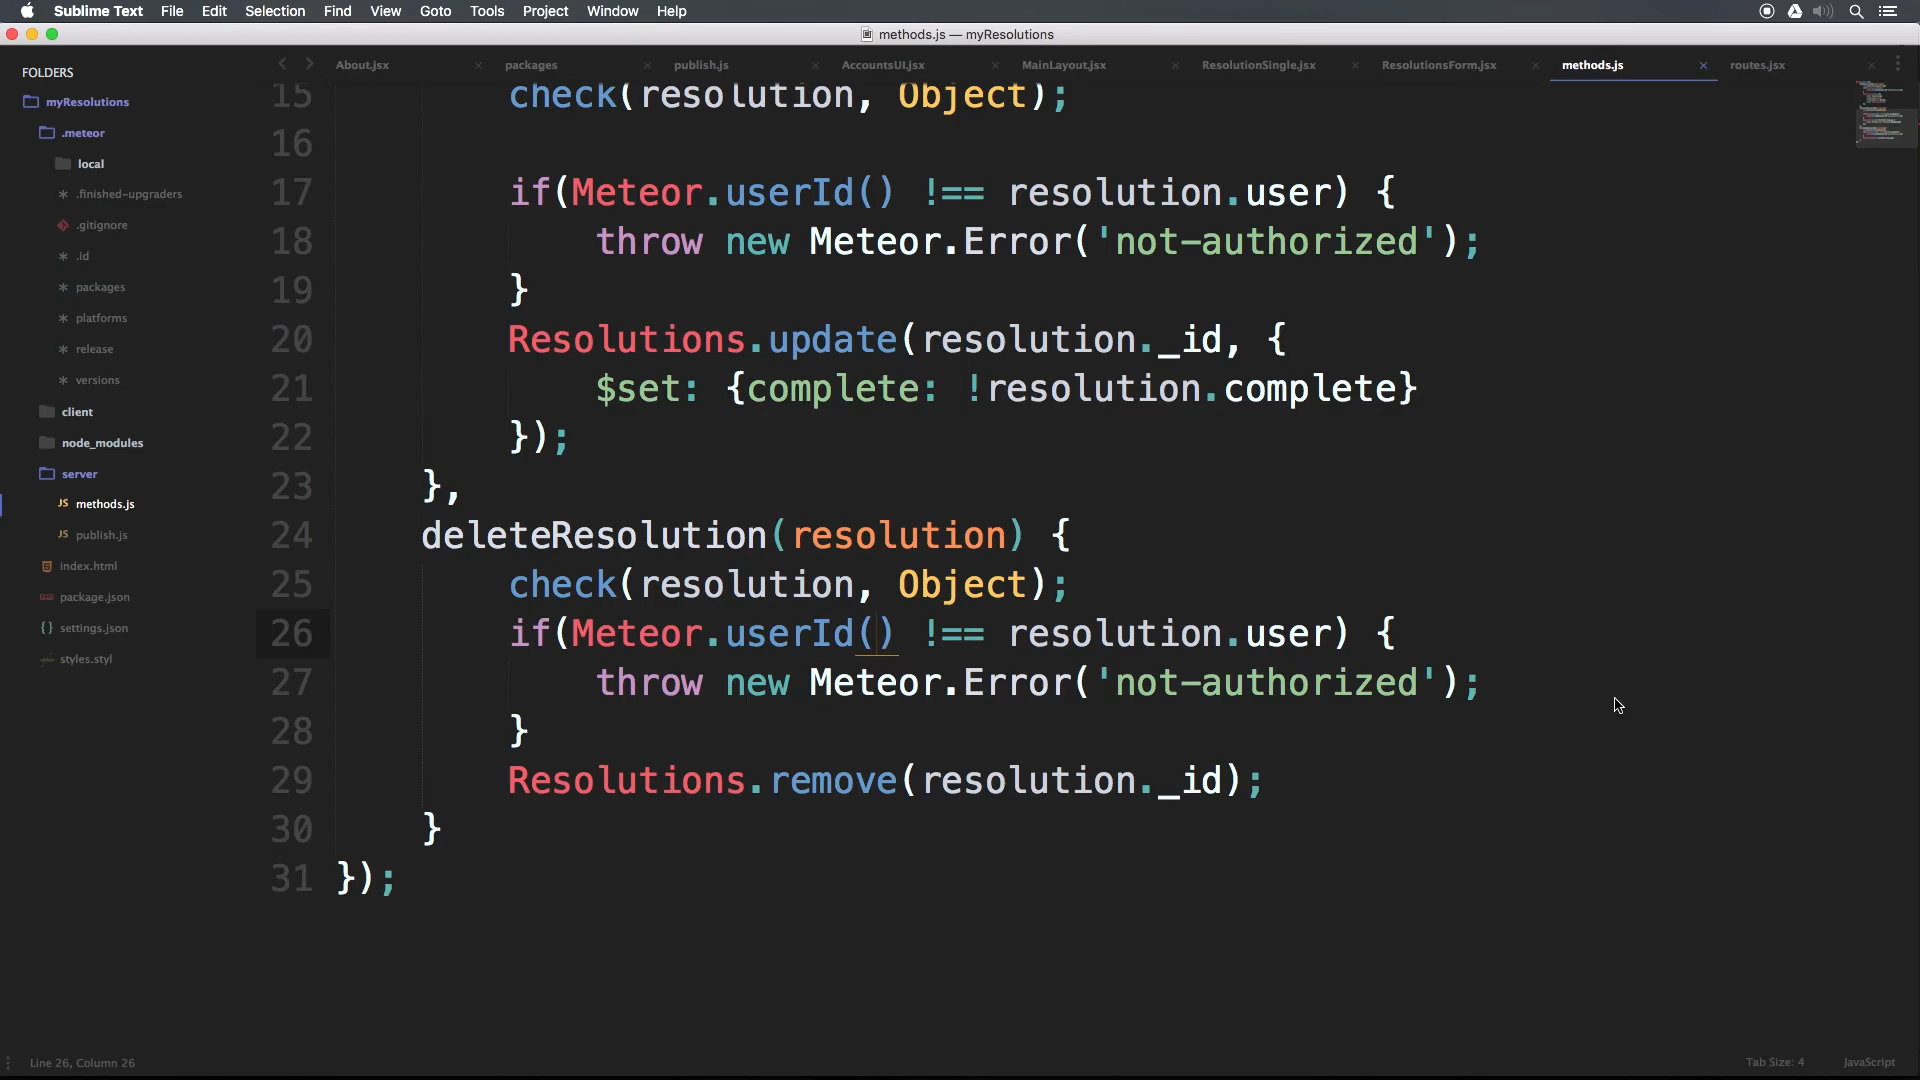 Sublime Text File Edit Selection Find View Goto Tools Project Window Help
methods.js — myResolutions
FOLDERS
myResolutions
.meteor
local
.finished-upgraders
.gitignore
.id
packages
platforms
release
versions
client
node_modules
server
methods.js
publish.js
index.html
package.json
settings.json
styles.styl
About.jsx packages publish.js AccountsUI.jsx MainLayout.jsx ResolutionSingle.jsx ResolutionsForm.jsx methods.js routes.jsx
15 check(resolution, Object);
16
17 if(Meteor.userId() !== resolution.user) {
18 throw new Meteor.Error('not-authorized');
19 }
20 Resolutions.update(resolution._id, {
21 $set: {complete: !resolution.complete}
22 });
23 },
24 deleteResolution(resolution) {
25 check(resolution, Object);
26 if(Meteor.userId() !== resolution.user) {
27 throw new Meteor.Error('not-authorized');
28 }
29 Resolutions.remove(resolution._id);
30 }
31 });
Line 26, Column 26
Tab Size: 4 JavaScript